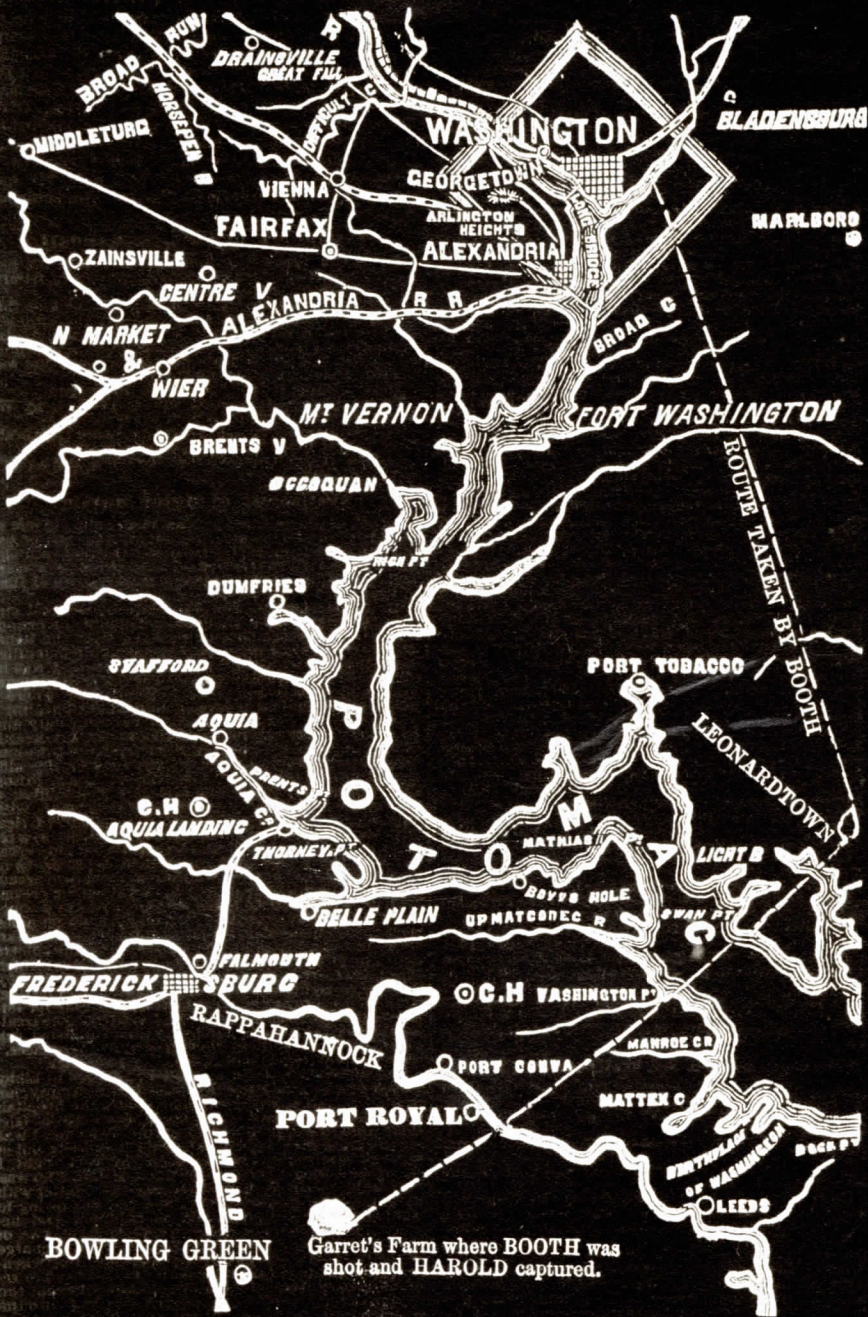 BROAD RUN
R
DRAINSVILLE
GREAT FALL
HORSEPEN R
DIFFICULT C
MIDDLETURG
WASHINGTON
C
BLADENSBURG
VIENNA
GEORGETOWN
ARLINGTON
HEIGHTS
LONG BRIDGE
FAIRFAX
ALEXANDRIA
MARLBORO
ZAINSVILLE
CENTRE V
ALEXANDRIA R R
BROAD C
N MARKET
&
WIER
MT VERNON
FORT WASHINGTON
BRENTS V
OCCOQUAN
ROUTE TAKEN BY BOOTH
HIGH PT
DUMFRIES
STAFFORD
PORT TOBACCO
AQUIA
LEONARDTOWN
AQUIA CR
BRENTS
C.H
AQUIA LANDING
POTOMAC
MATHIAS PT
THORNEY PT
LIGHT B
BOYDS HOLE
BELLE PLAIN
UPMATCODEC R
SWAN PT
FALMOUTH
FREDERICKSBURG
C.H
WASHINGTON PT
RAPPAHANNOCK
MANROE CR
PORT CONWA
MATTEX C
PORT ROYAL
RICHMOND
BIRTHPLACE
OF WASHINGTON
LEEDS
BOWLING GREEN
Garret's Farm where BOOTH was
shot and HAROLD captured.